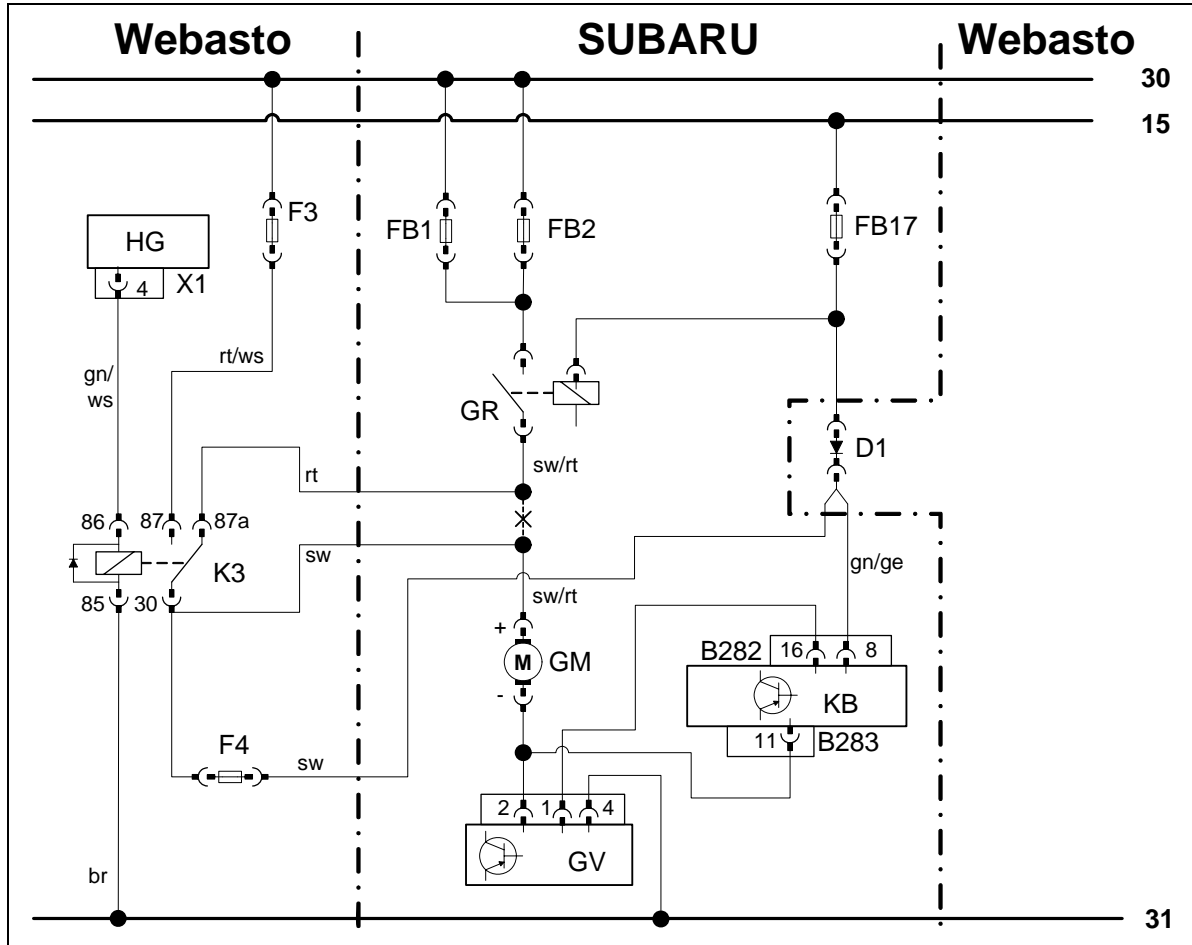 Webasto SUBARU Webasto
30
15
F3
FB1 FB2 FB17
HG
4 X1
rt/ws
gn/
ws
GR
D1
sw/rt
rt
86 87 87a
sw
gn/ge
K3
85 30
sw/rt
+
M GM
-
B282 16 8
KB
11 B283
F4
sw
2 1 4
GV
br
31